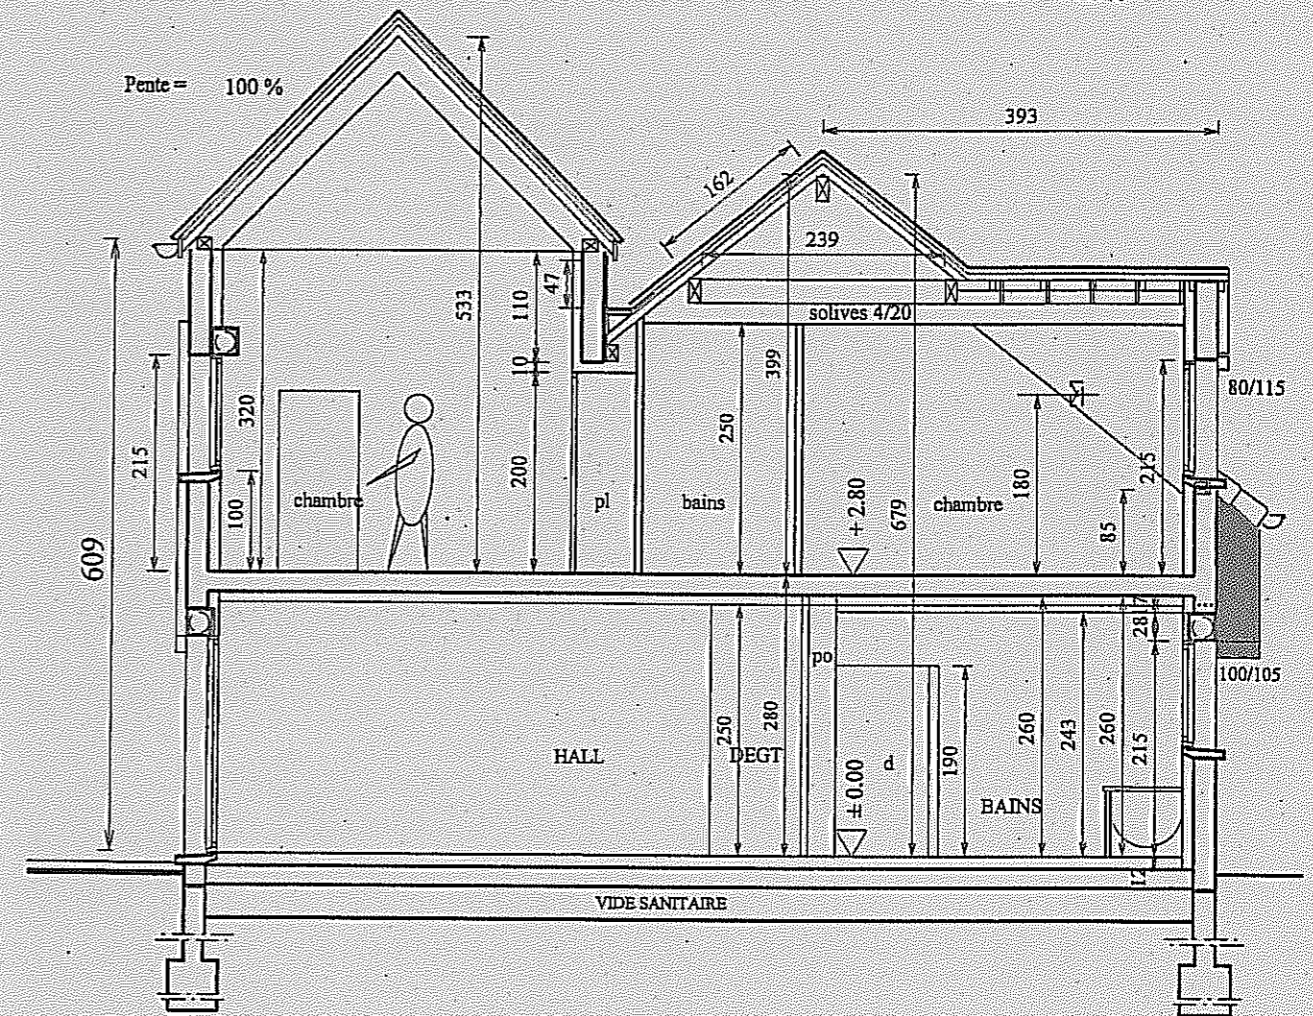 Pente = 100 %
393
162
239
533
47
110
solives 4/20
10
399
80/115
320
215
250
215
200
180
100
chambre
pl
bains
+ 2.80
679
chambre
85
609
2817
po
100/105
250
280
260
243
260
215
190
HALL
DEGT
d
± 0.00
BAINS
12
VIDE SANITAIRE